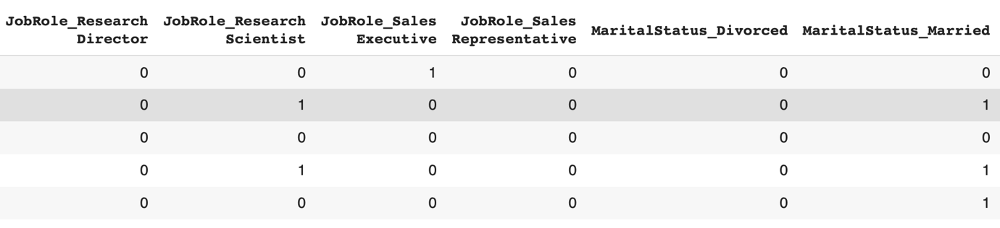 JobRole_Research Director JobRole_Research Scientist JobRole_Sales Executive JobRole_Sales Representative MaritalStatus_Divorced MaritalStatus_Married
0 0 1 0 0 0
0 1 0 0 0 1
0 0 0 0 0 0
0 1 0 0 0 1
0 0 0 0 0 1